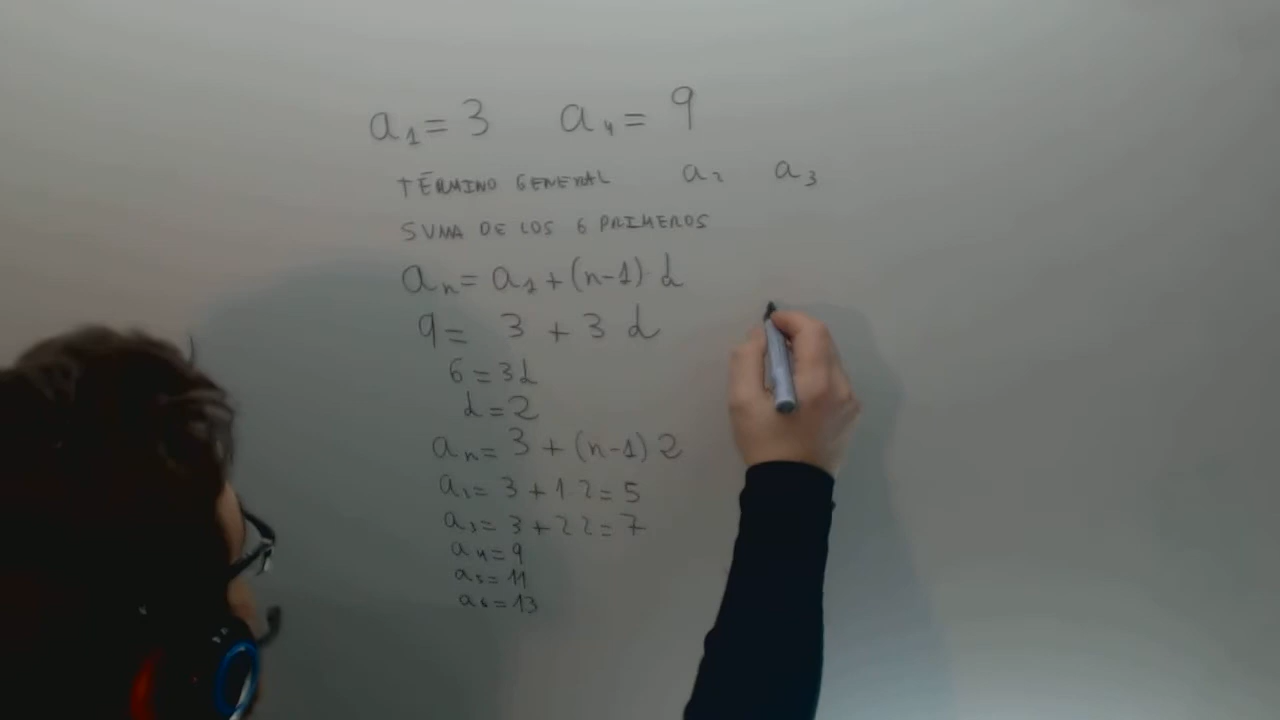 a₁ = 3 a₄ = 9
TÉRMINO GENERAL a₂ a₃
SUMA DE LOS 6 PRIMEROS
aₙ = a₁ + (n-1) d
9 = 3 + 3 d
6 = 3d
d = 2
aₙ = 3 + (n-1) 2
a₂ = 3 + 1 2 = 5
a₃ = 3 + 2 2 = 7
a₄ = 9
a₅ = 11
a₆ = 13